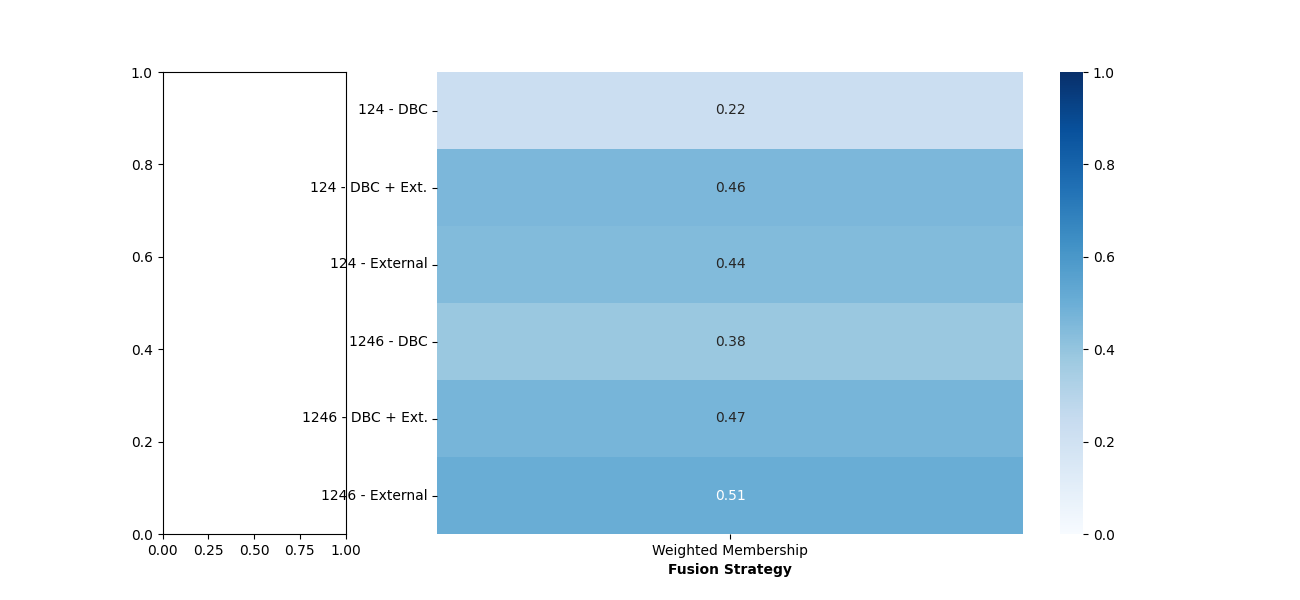 1.0
0.8
0.6
0.4
0.2
0.0
0.00 0.25 0.50 0.75 1.00
124 - DBC
124 - DBC + Ext.
124 - External
1246 - DBC
1246 - DBC + Ext.
1246 - External
0.22
0.46
0.44
0.38
0.47
0.51
Weighted Membership
Fusion Strategy
1.0
0.8
0.6
0.4
0.2
0.0